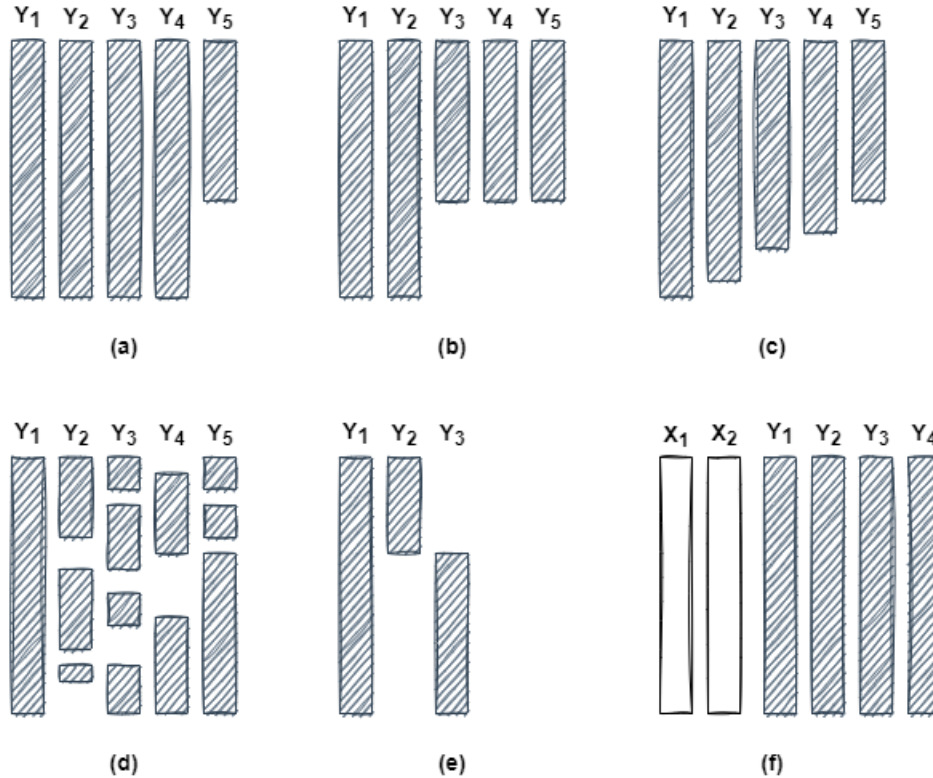 Y1 Y2 Y3 Y4 Y5 Y1 Y2 Y3 Y4 Y5 Y1 Y2 Y3 Y4 Y5
(a) (b) (c)
Y1 Y2 Y3 Y4 Y5 Y1 Y2 Y3 X1 X2 Y1 Y2 Y3 Y4
(d) (e) (f)